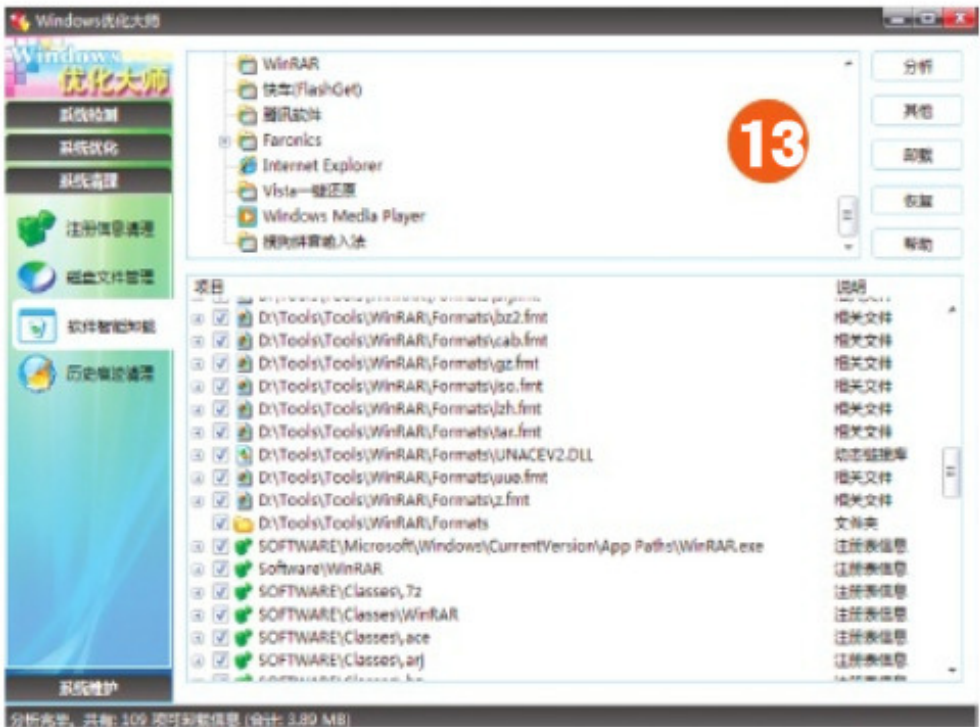 Windows优化大师
Windows
优化大师
系统检测
系统优化
系统清理
注册信息清理
磁盘文件管理
软件智能卸载
历史痕迹清理
系统维护
WinRAR
快车(FlashGet)
腾讯软件
Faronics
Internet Explorer
Vista一键还原
Windows Media Player
搜狗拼音输入法
13
分析
其他
卸载
恢复
帮助
项目 说明
D:\Tools\Tools\WinRAR\Formats\bz2.fmt 相关文件
D:\Tools\Tools\WinRAR\Formats\cab.fmt 相关文件
D:\Tools\Tools\WinRAR\Formats\gz.fmt 相关文件
D:\Tools\Tools\WinRAR\Formats\iso.fmt 相关文件
D:\Tools\Tools\WinRAR\Formats\lzh.fmt 相关文件
D:\Tools\Tools\WinRAR\Formats\tar.fmt 相关文件
D:\Tools\Tools\WinRAR\Formats\UNACEV2.DLL 动态链接库
D:\Tools\Tools\WinRAR\Formats\uue.fmt 相关文件
D:\Tools\Tools\WinRAR\Formats\z.fmt 相关文件
D:\Tools\Tools\WinRAR\Formats 文件夹
SOFTWARE\Microsoft\Windows\CurrentVersion\App Paths\WinRAR.exe 注册表信息
Software\WinRAR 注册表信息
SOFTWARE\Classes\.7z 注册表信息
SOFTWARE\Classes\WinRAR 注册表信息
SOFTWARE\Classes\.ace 注册表信息
SOFTWARE\Classes\.arj 注册表信息
分析完毕。共有: 109 项可卸载信息 (合计: 3.89 MB)